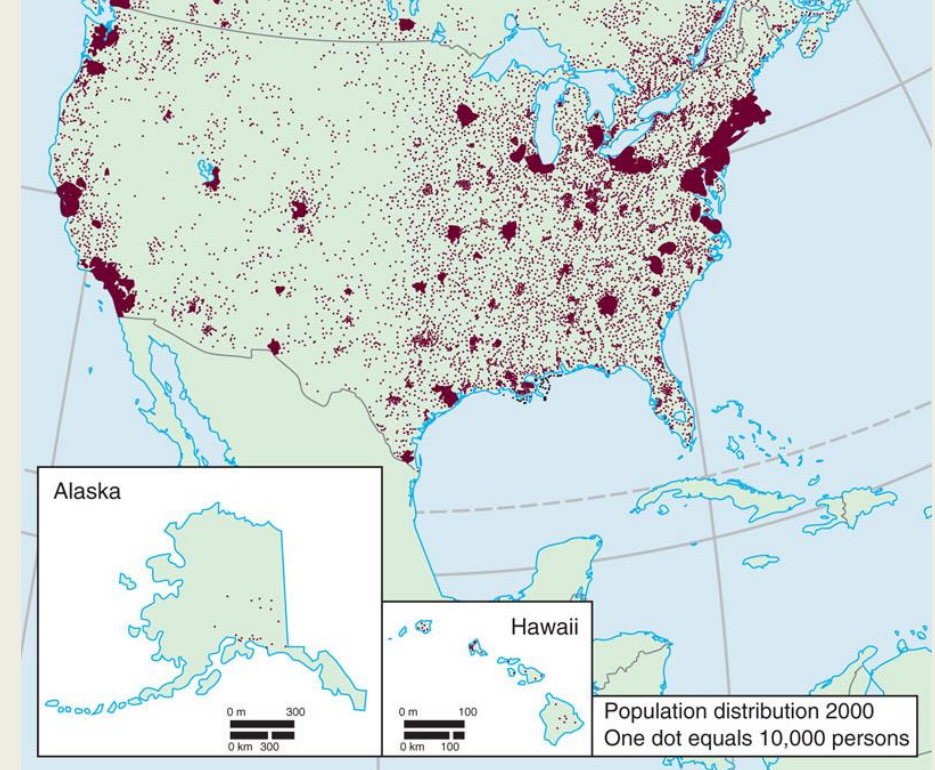 Alaska
0 m 300
0 km 300
Hawaii
0 m 100
0 km 100
Population distribution 2000
One dot equals 10,000 persons